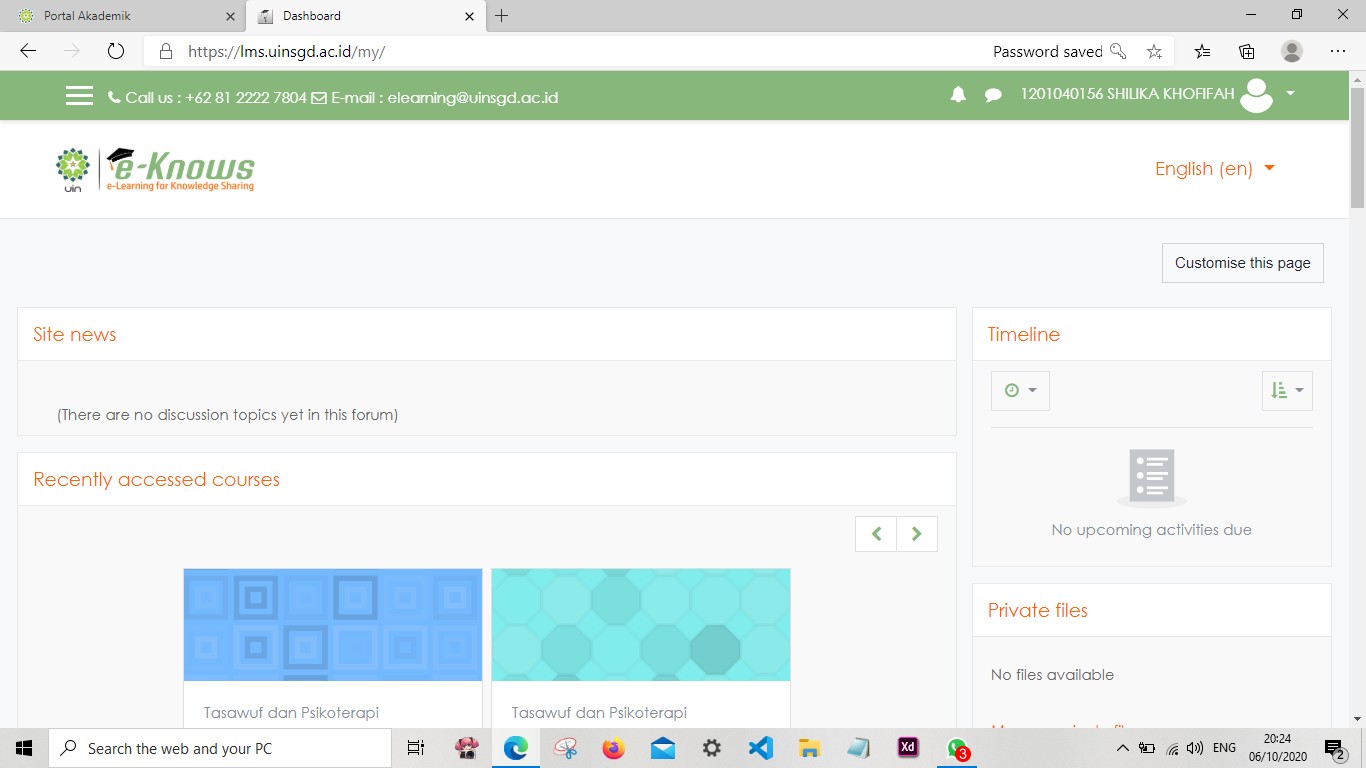 Portal Akademik
Dashboard
https://lms.uinsgd.ac.id/my/
Password saved
Call us : +62 81 2222 7804 E-mail : elearning@uinsgd.ac.id
1201040156 SHILIKA KHOFIFAH
uin
e-Knows
e-Learning for Knowledge Sharing
English (en)
Customise this page
Site news
(There are no discussion topics yet in this forum)
Recently accessed courses
Tasawuf dan Psikoterapi
Tasawuf dan Psikoterapi
Timeline
No upcoming activities due
Private files
No files available
Search the web and your PC
Xd
3
ENG
20:24
06/10/2020
2